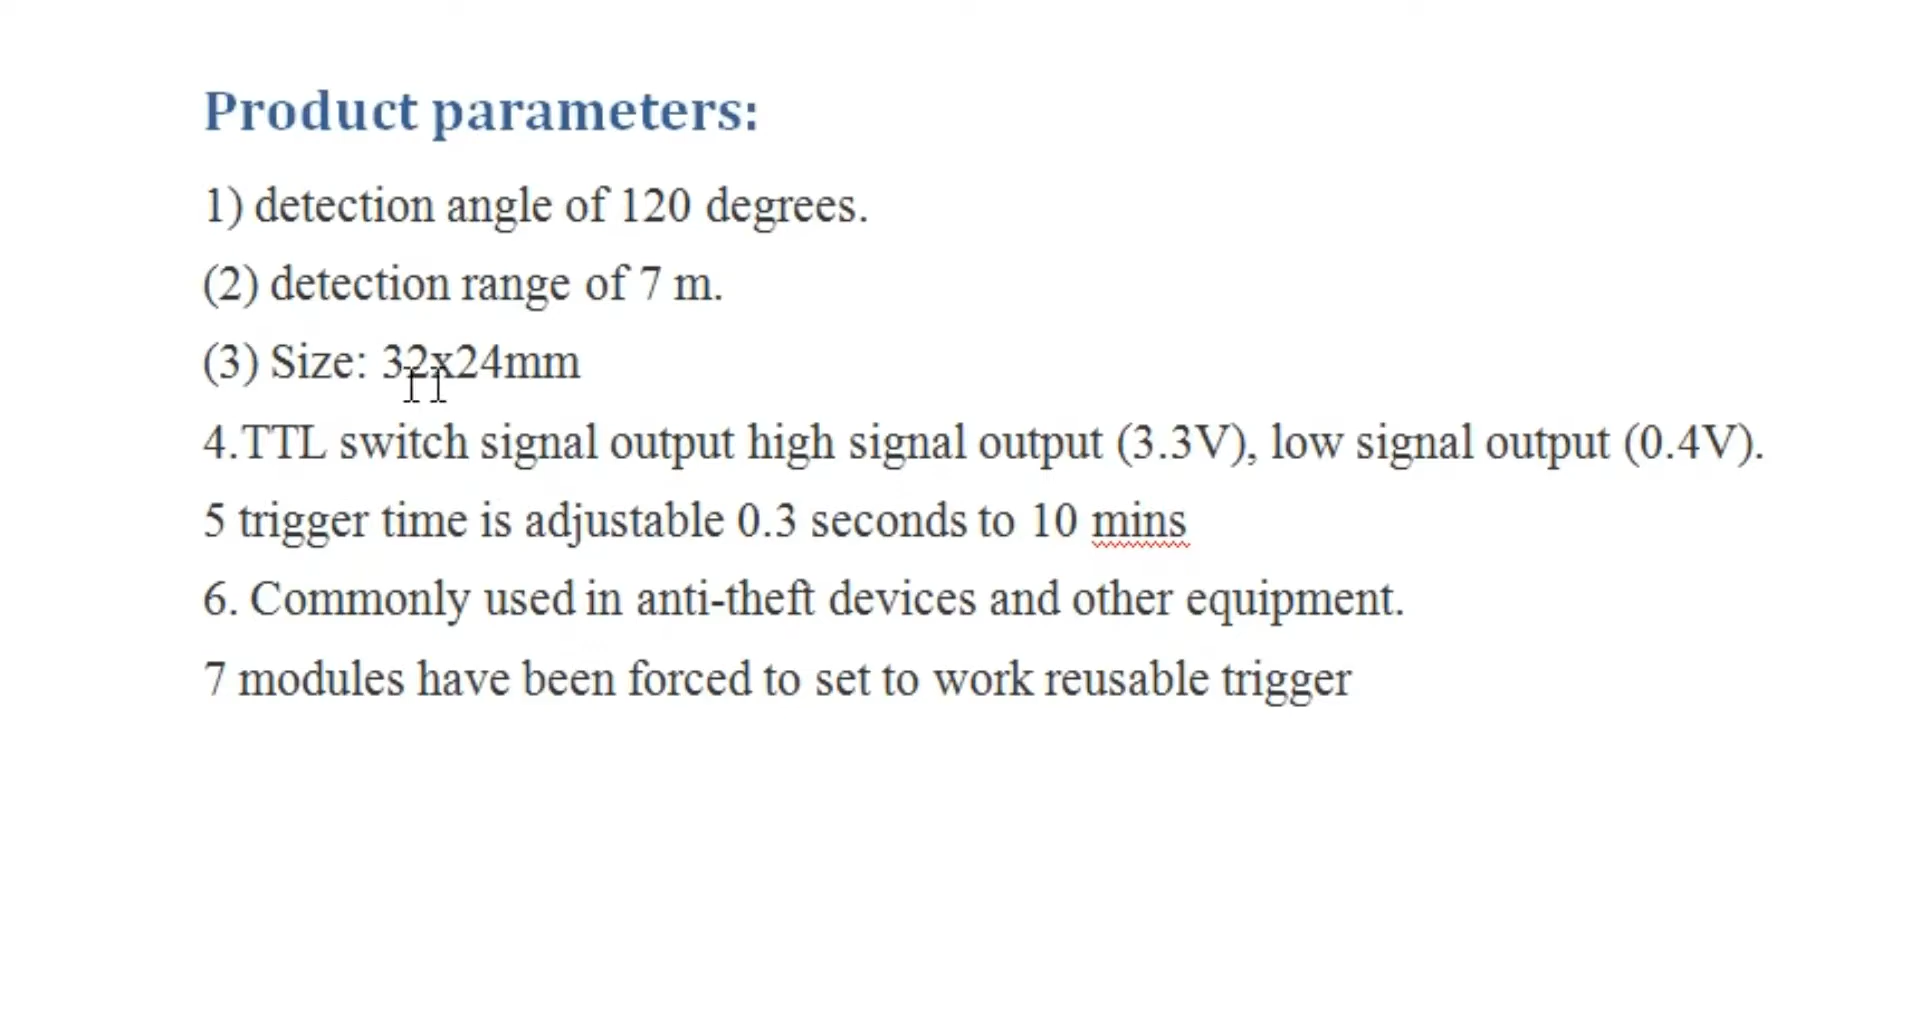 Product parameters:
1) detection angle of 120 degrees.
(2) detection range of 7 m.
(3) Size: 32x24mm
4.TTL switch signal output high signal output (3.3V), low signal output (0.4V).
5 trigger time is adjustable 0.3 seconds to 10 mins
6. Commonly used in anti-theft devices and other equipment.
7 modules have been forced to set to work reusable trigger